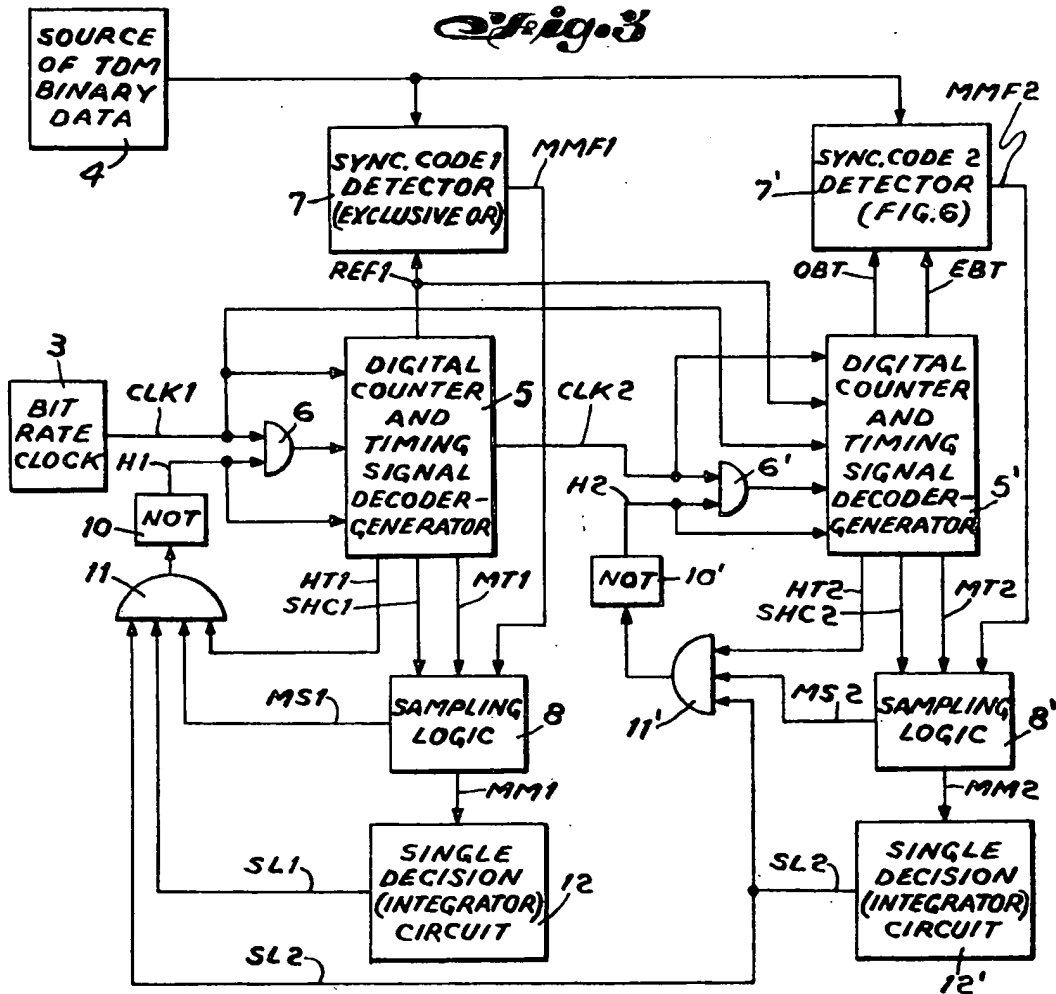 Fig. 3
SOURCE
OF TDM
BINARY
DATA
4
MMF2
SYNC. CODE 1
DETECTOR
(EXCLUSIVE OR)
7
MMF1
SYNC. CODE 2
DETECTOR
(FIG. 6)
7'
REF1
OBT
EBT
3
BIT
RATE
CLOCK
CLK1
6
H1
NOT
10
11
DIGITAL
COUNTER
AND
TIMING
SIGNAL
DECODER-
GENERATOR
5
CLK2
6'
H2
NOT
10'
DIGITAL
COUNTER
AND
TIMING
SIGNAL
DECODER-
GENERATOR
5'
HT1
SHC1
MT1
HT2
SHC2
MT2
MS1
SAMPLING
LOGIC
8
11'
MS2
SAMPLING
LOGIC
8'
MM1
MM2
SL1
SINGLE
DECISION
(INTEGRATOR)
CIRCUIT
12
SL2
SINGLE
DECISION
(INTEGRATOR)
CIRCUIT
12'
SL2